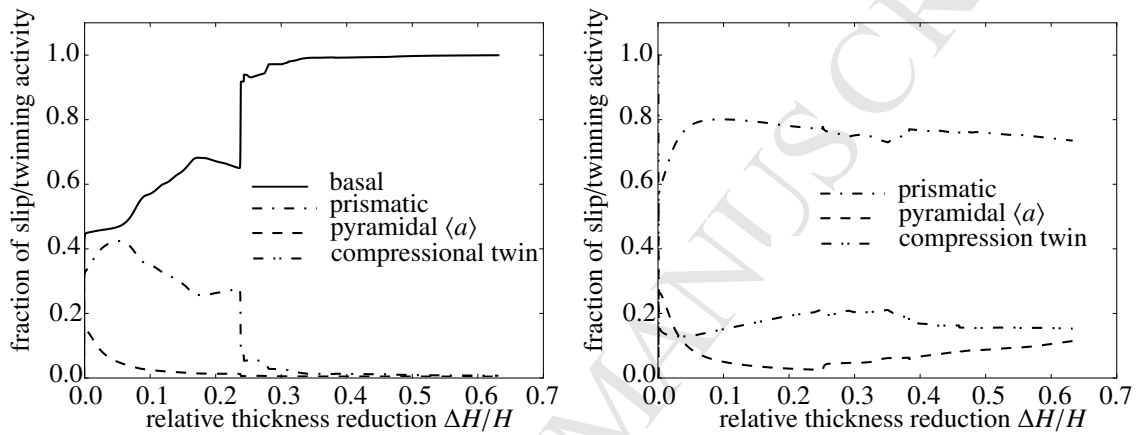 fraction of slip/twinning activity
1.0
0.8
0.6
0.4
0.2
0.0
basal
prismatic
pyramidal ⟨a⟩
compressional twin
0.0 0.1 0.2 0.3 0.4 0.5 0.6 0.7
relative thickness reduction ΔH/H
fraction of slip/twinning activity
1.0
0.8
0.6
0.4
0.2
0.0
prismatic
pyramidal ⟨a⟩
compression twin
0.0 0.1 0.2 0.3 0.4 0.5 0.6 0.7
relative thickness reduction ΔH/H
MANUSCR